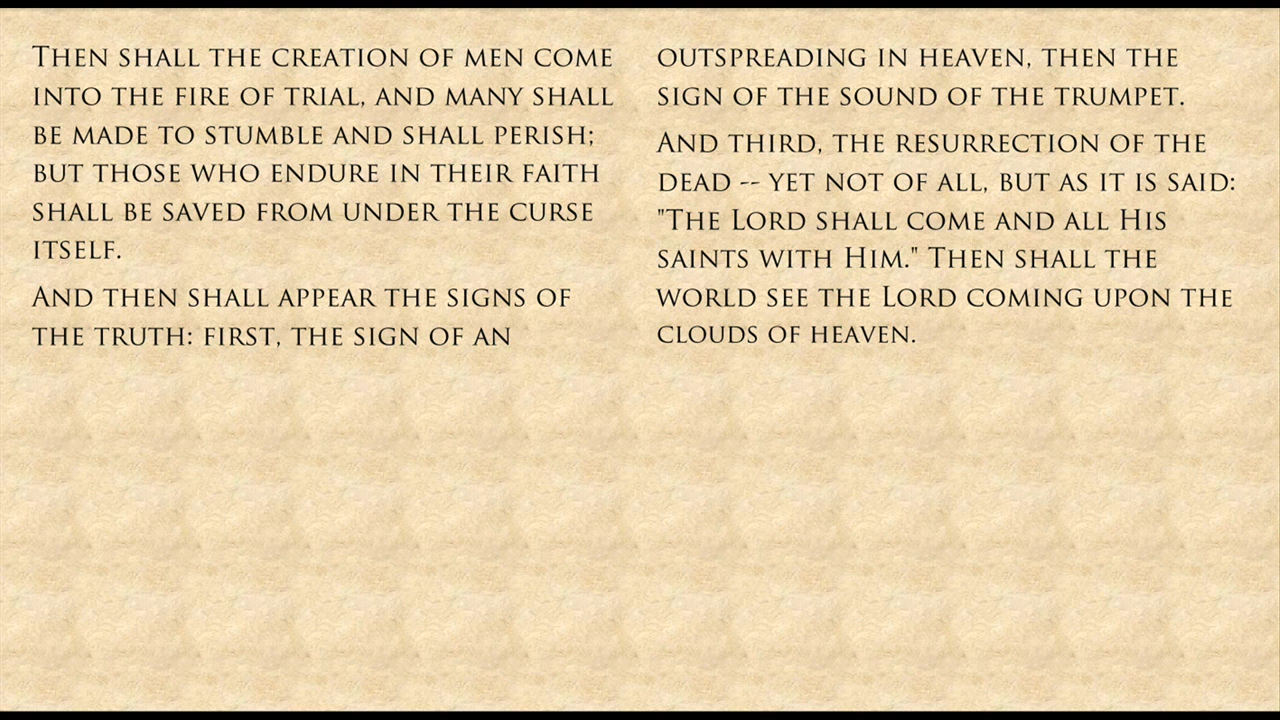 Then shall the creation of men come
into the fire of trial, and many shall
be made to stumble and shall perish;
but those who endure in their faith
shall be saved from under the curse
itself.
And then shall appear the signs of
the truth: first, the sign of an
outspreading in heaven, then the
sign of the sound of the trumpet.
And third, the resurrection of the
dead -- yet not of all, but as it is said:
"The Lord shall come and all His
saints with Him." Then shall the
world see the Lord coming upon the
clouds of heaven.